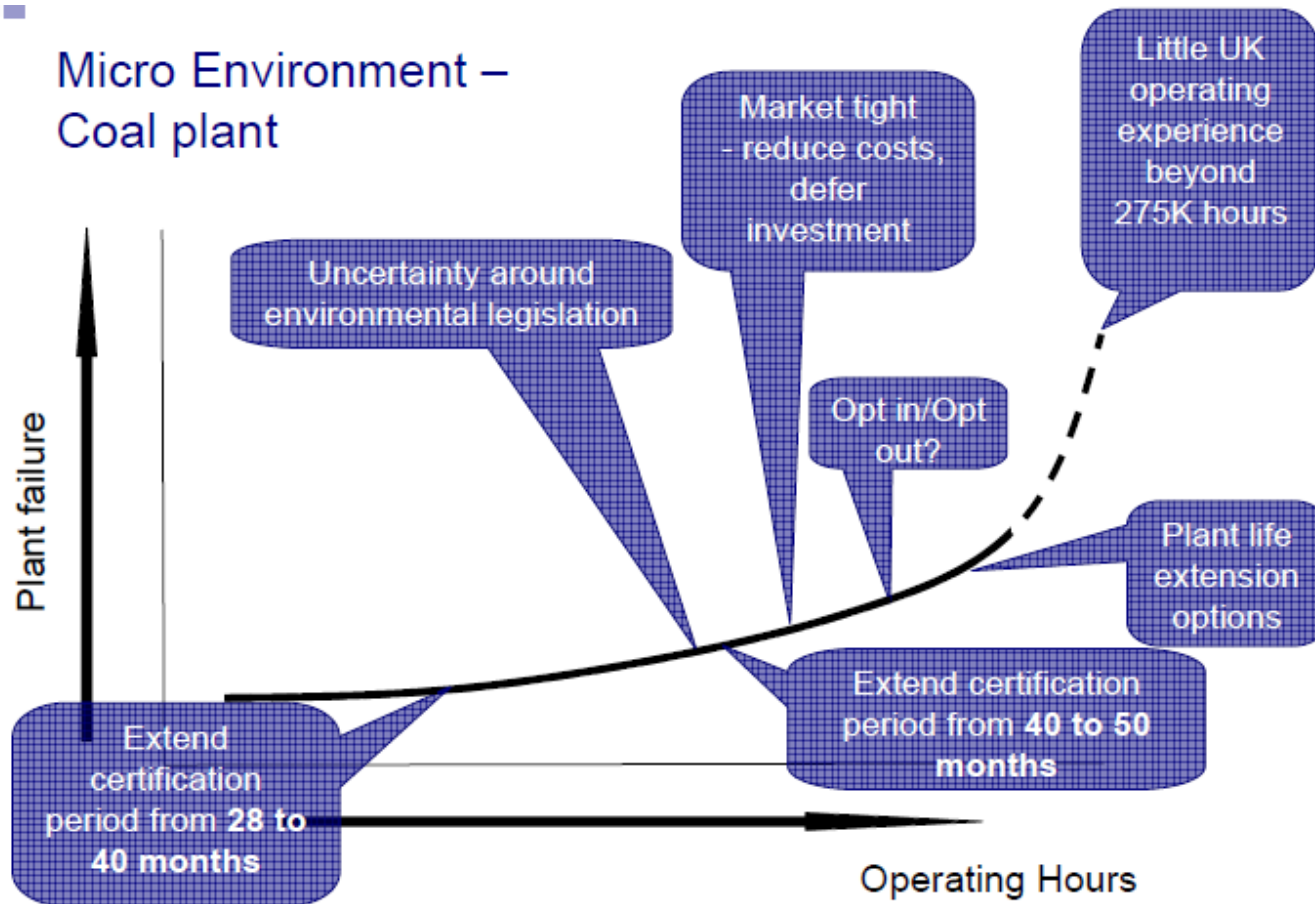 Micro Environment –
Coal plant
Little UK
operating
experience
beyond
275K hours
Market tight
- reduce costs,
defer
investment
Uncertainty around
environmental legislation
Opt in/Opt
out?
Plant failure
Plant life
extension
options
Extend certification
period from 40 to 50
months
Extend
certification
period from 28 to
40 months
Operating Hours